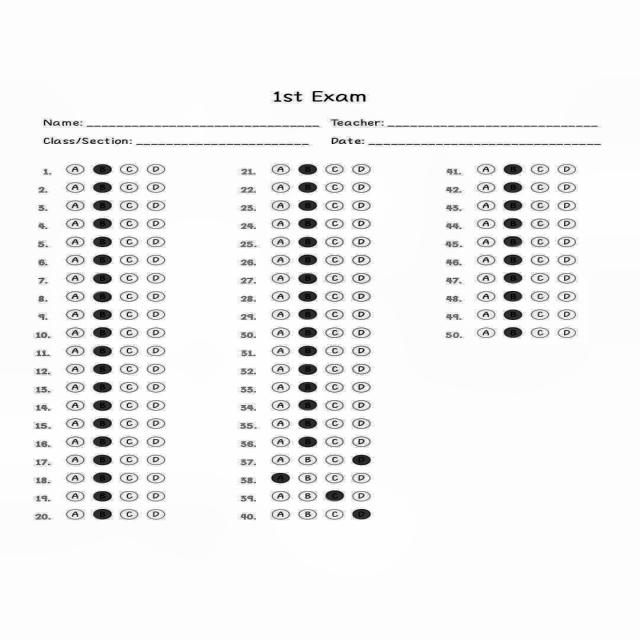 1st Exam
Name: ______________________________ Teacher: ___________________________
Class/Section: ______________________ Date: ______________________________
1. A B C D
2. A B C D
3. A B C D
4. A B C D
5. A B C D
6. A B C D
7. A B C D
8. A B C D
9. A B C D
10. A B C D
11. A B C D
12. A B C D
13. A B C D
14. A B C D
15. A B C D
16. A B C D
17. A B C D
18. A B C D
19. A B C D
20. A B C D
21. A B C D
22. A B C D
23. A B C D
24. A B C D
25. A B C D
26. A B C D
27. A B C D
28. A B C D
29. A B C D
30. A B C D
31. A B C D
32. A B C D
33. A B C D
34. A B C D
35. A B C D
36. A B C D
37. A B C D
38. A B C D
39. A B C D
40. A B C D
41. A B C D
42. A B C D
43. A B C D
44. A B C D
45. A B C D
46. A B C D
47. A B C D
48. A B C D
49. A B C D
50. A B C D